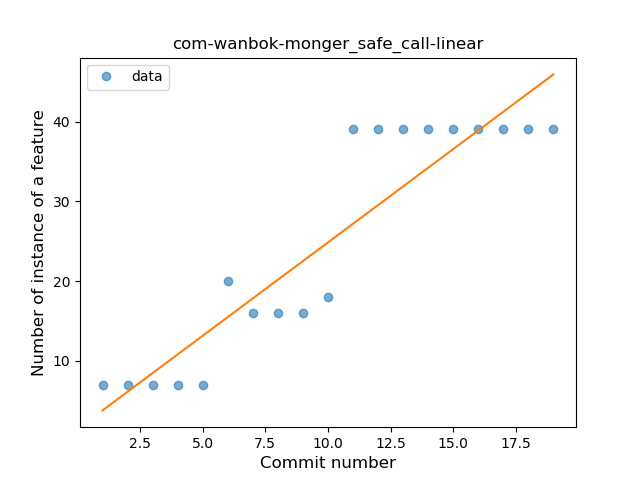 com-wanbok-monger_safe_call-linear
data
Number of instance of a feature
40
30
20
10
2.5 5.0 7.5 10.0 12.5 15.0 17.5
Commit number